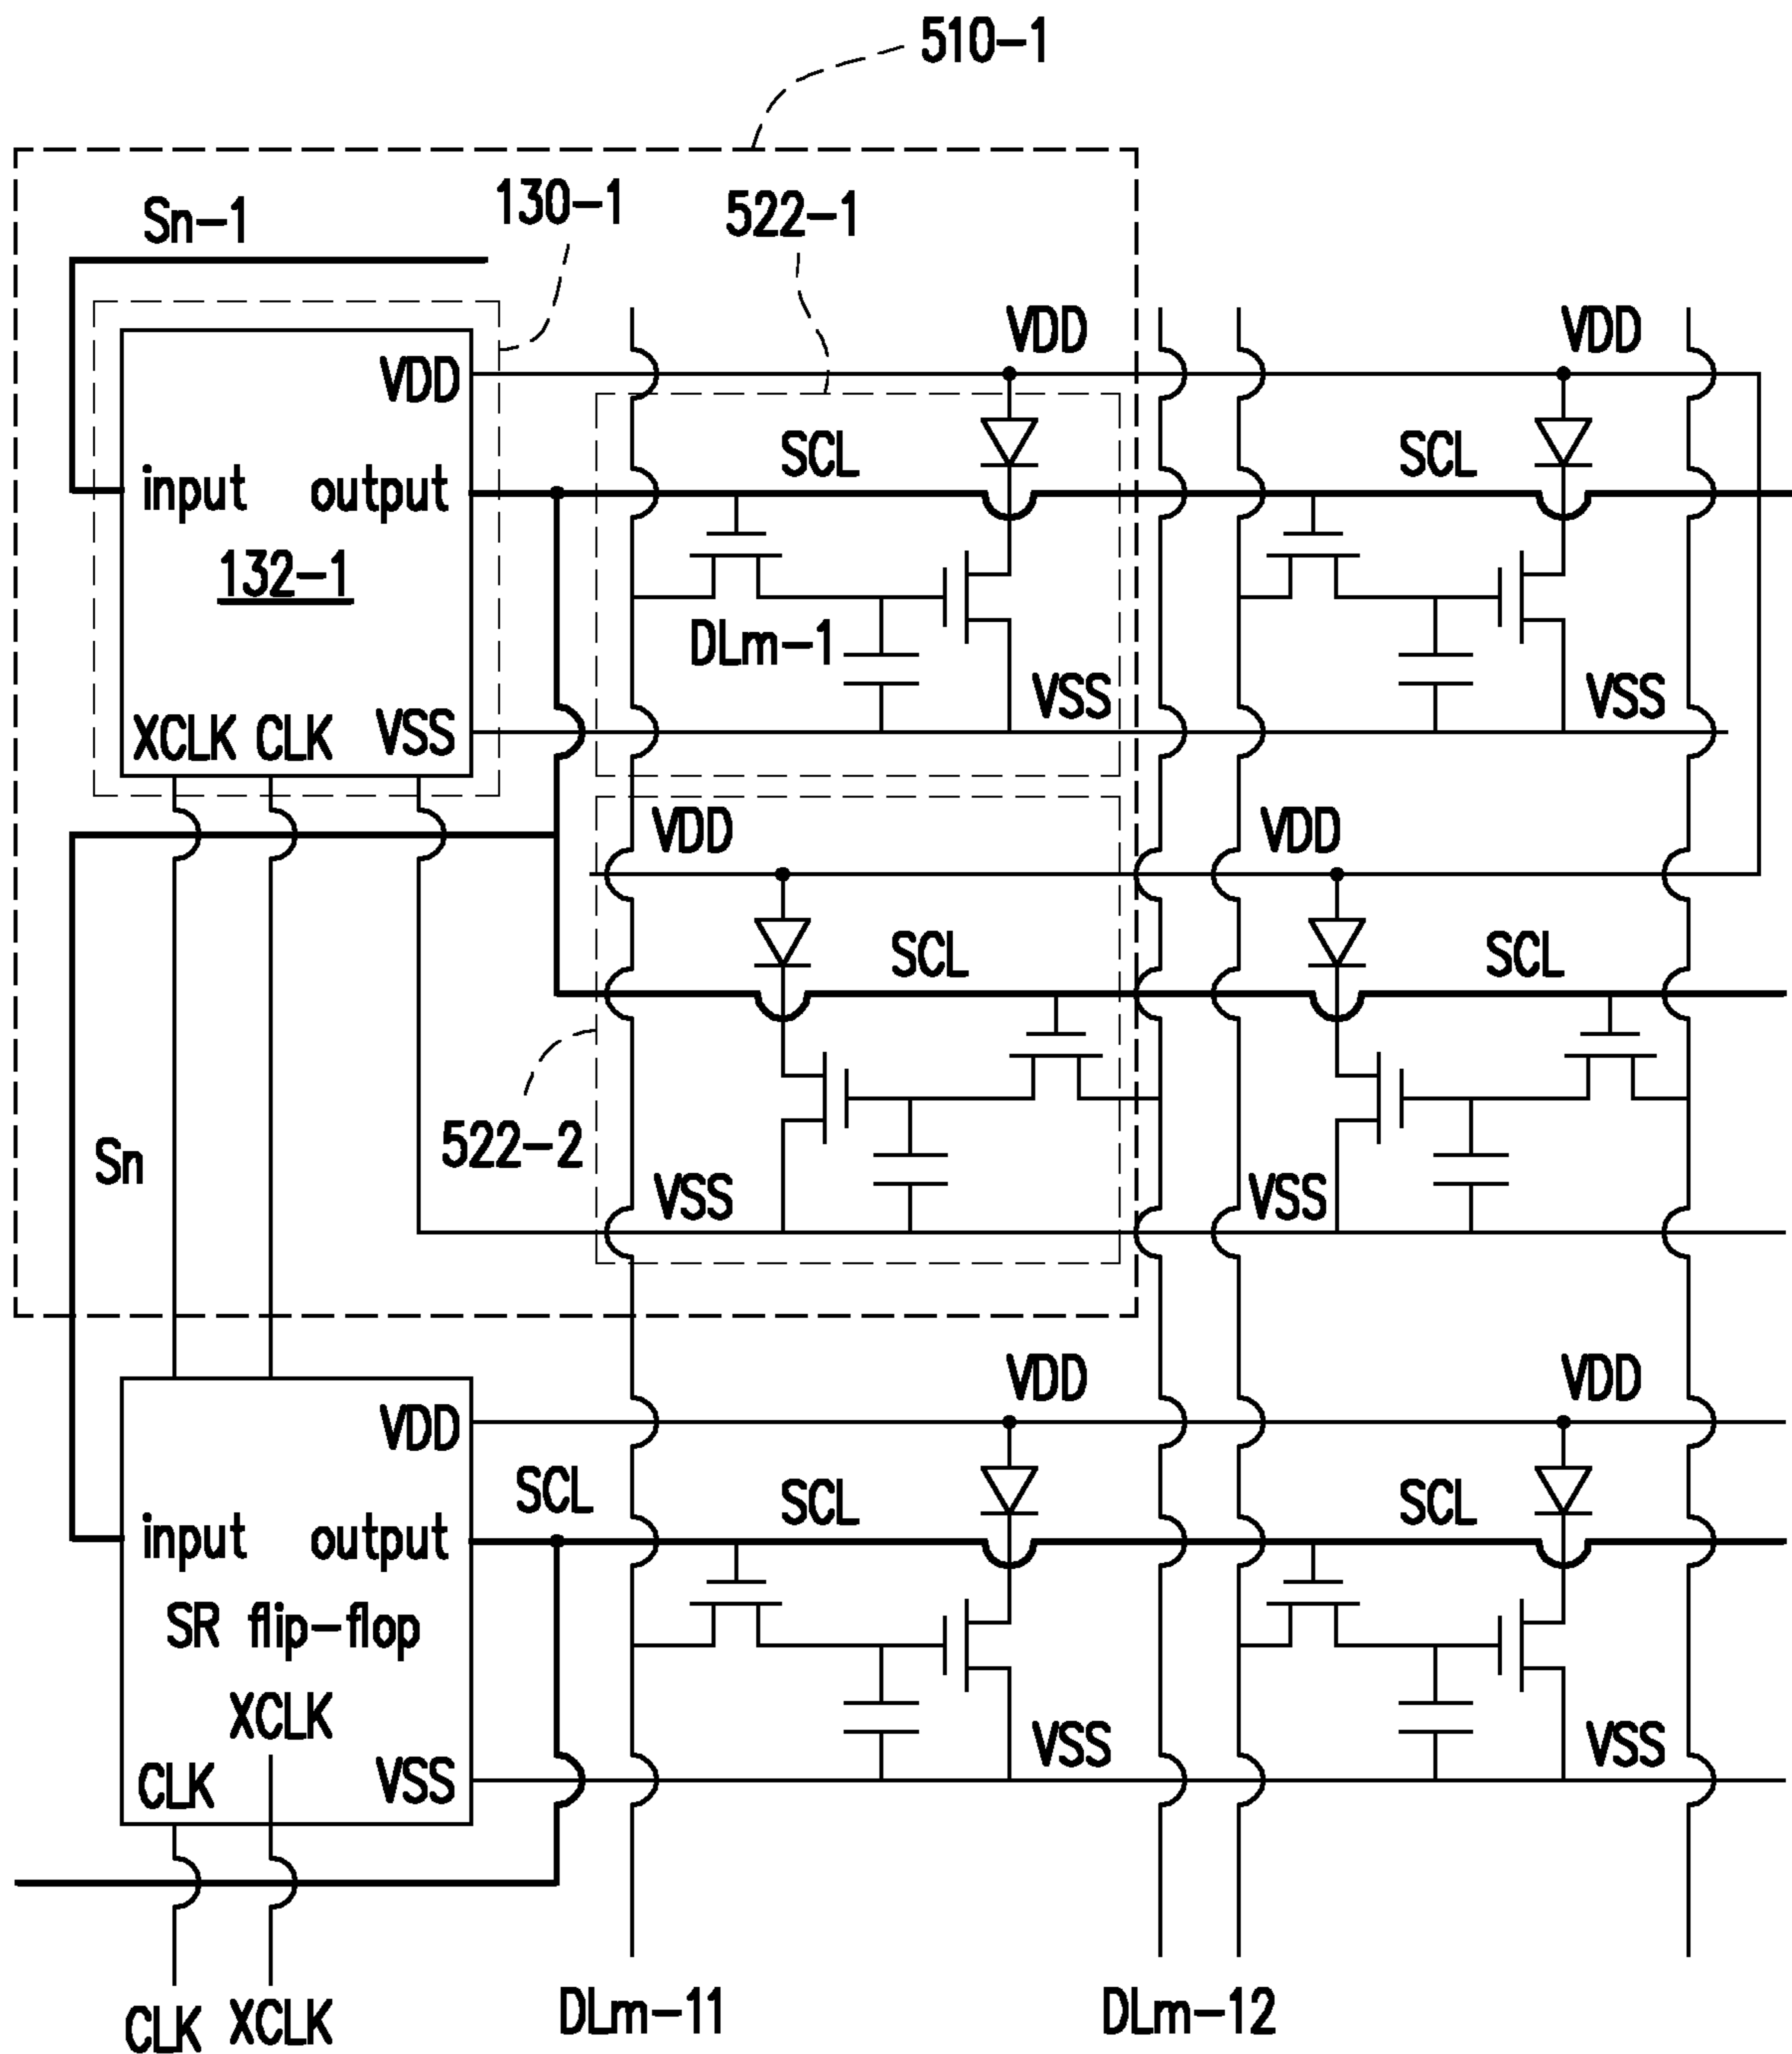 510-1
130-1
522-1
Sn-1
VDD
VDD
VDD
SCL
SCL
input
output
132-1
DLm-1
VSS
VSS
XCLK
CLK
VSS
VDD
VDD
SCL
SCL
522-2
Sn
VSS
VSS
VDD
VDD
VDD
SCL
SCL
SCL
input
output
SR flip-flop
XCLK
CLK
VSS
VSS
VSS
CLK
XCLK
DLm-11
DLm-12